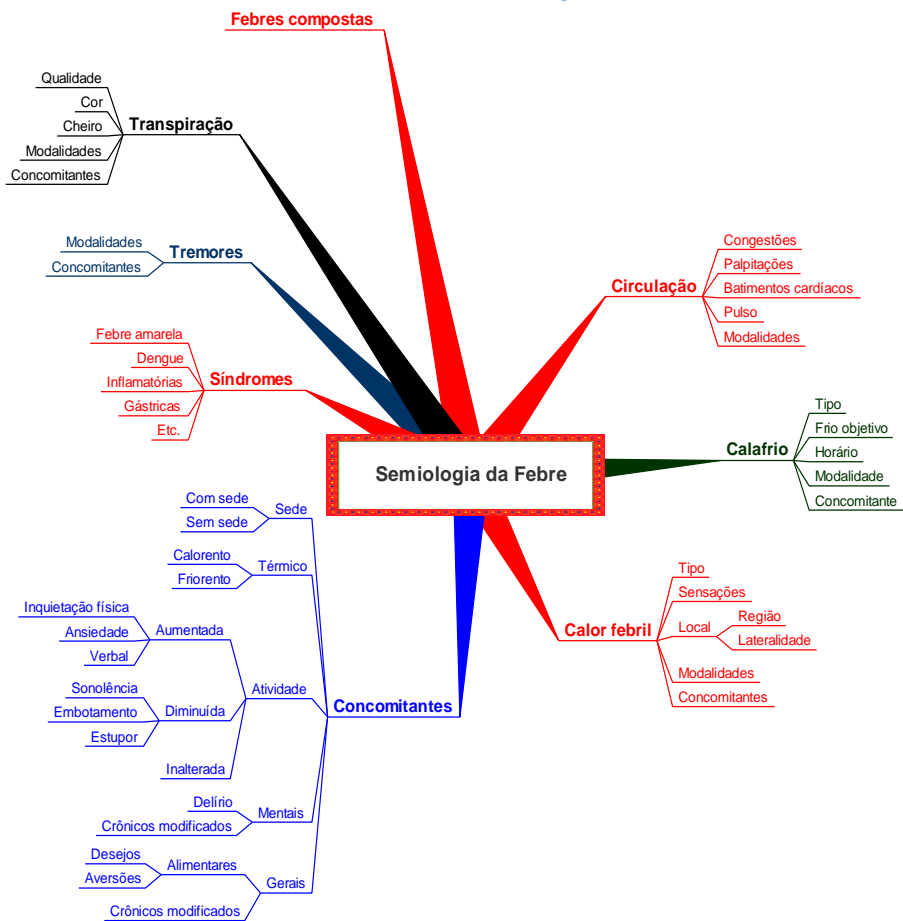 Febres compostas
Transpiração
Qualidade
Cor
Cheiro
Modalidades
Concomitantes
Tremores
Modalidades
Concomitantes
Síndromes
Febre amarela
Dengue
Inflamatórias
Gástricas
Etc.
Circulação
Congestões
Palpitações
Batimentos cardíacos
Pulso
Modalidades
Calafrio
Tipo
Frio objetivo
Horário
Modalidade
Concomitante
Semiologia da Febre
Calor febril
Tipo
Sensações
Local
Região
Lateralidade
Modalidades
Concomitantes
Concomitantes
Sede
Com sede
Sem sede
Térmico
Calorento
Friorento
Atividade
Aumentada
Inquietação física
Ansiedade
Verbal
Diminuída
Sonolência
Embotamento
Estupor
Inalterada
Mentais
Delírio
Crônicos modificados
Gerais
Alimentares
Desejos
Aversões
Crônicos modificados